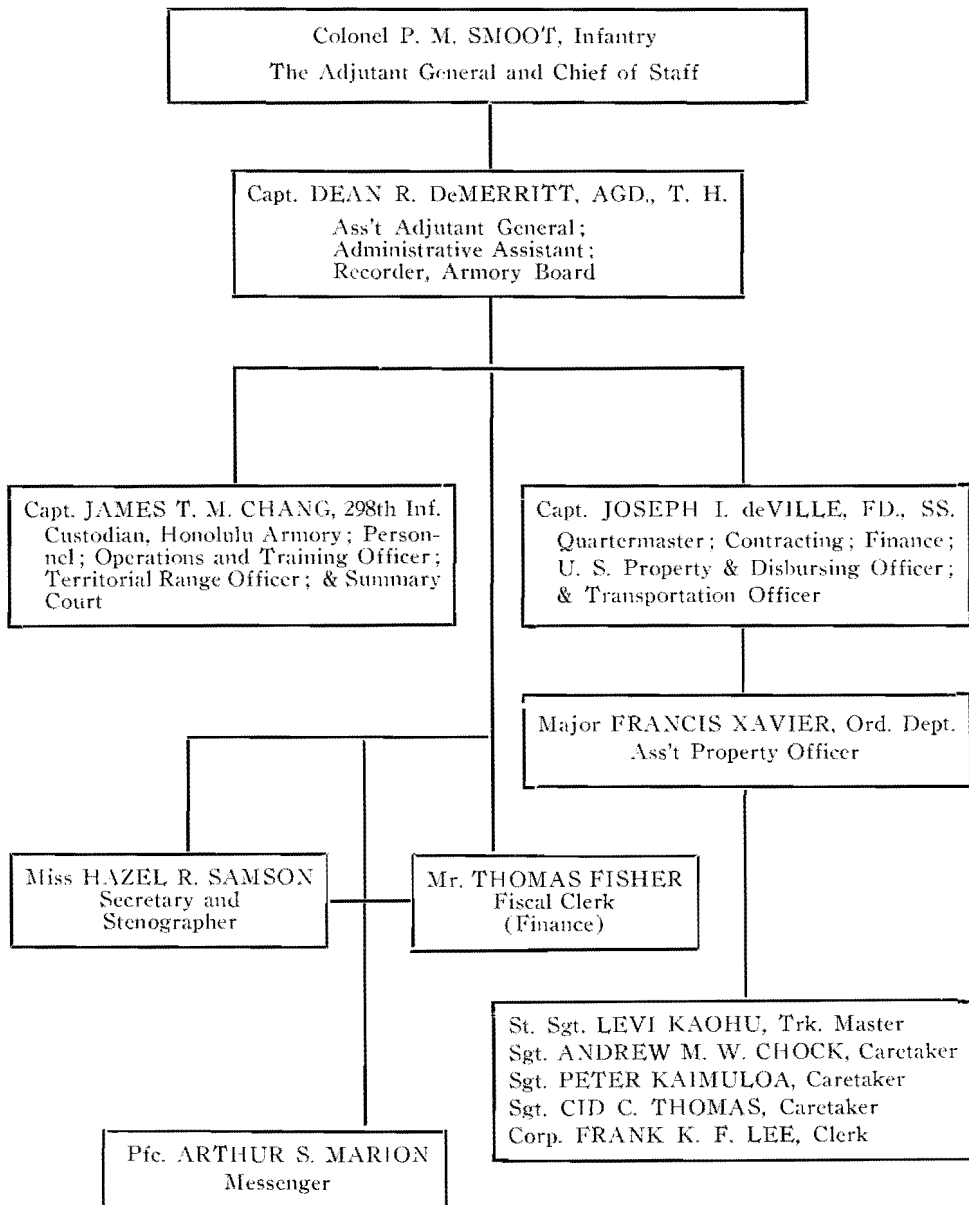 Colonel P. M. SMOOT, Infantry
The Adjutant General and Chief of Staff
Capt. DEAN R. DeMERRITT, AGD., T. H.
Ass't Adjutant General;
Administrative Assistant;
Recorder, Armory Board
Capt. JAMES T. M. CHANG, 298th Inf.
Custodian, Honolulu Armory; Person-
nel; Operations and Training Officer;
Territorial Range Officer; & Summary
Court
Capt. JOSEPH I. deVILLE, FD., SS.
Quartermaster; Contracting; Finance;
U. S. Property & Disbursing Officer;
& Transportation Officer
Major FRANCIS XAVIER, Ord. Dept.
Ass't Property Officer
Miss HAZEL R. SAMSON
Secretary and
Stenographer
Mr. THOMAS FISHER
Fiscal Clerk
(Finance)
St. Sgt. LEVI KAOHU, Trk. Master
Sgt. ANDREW M. W. CHOCK, Caretaker
Sgt. PETER KAIMULOA, Caretaker
Sgt. CID C. THOMAS, Caretaker
Corp. FRANK K. F. LEE, Clerk
Pfc. ARTHUR S. MARION
Messenger